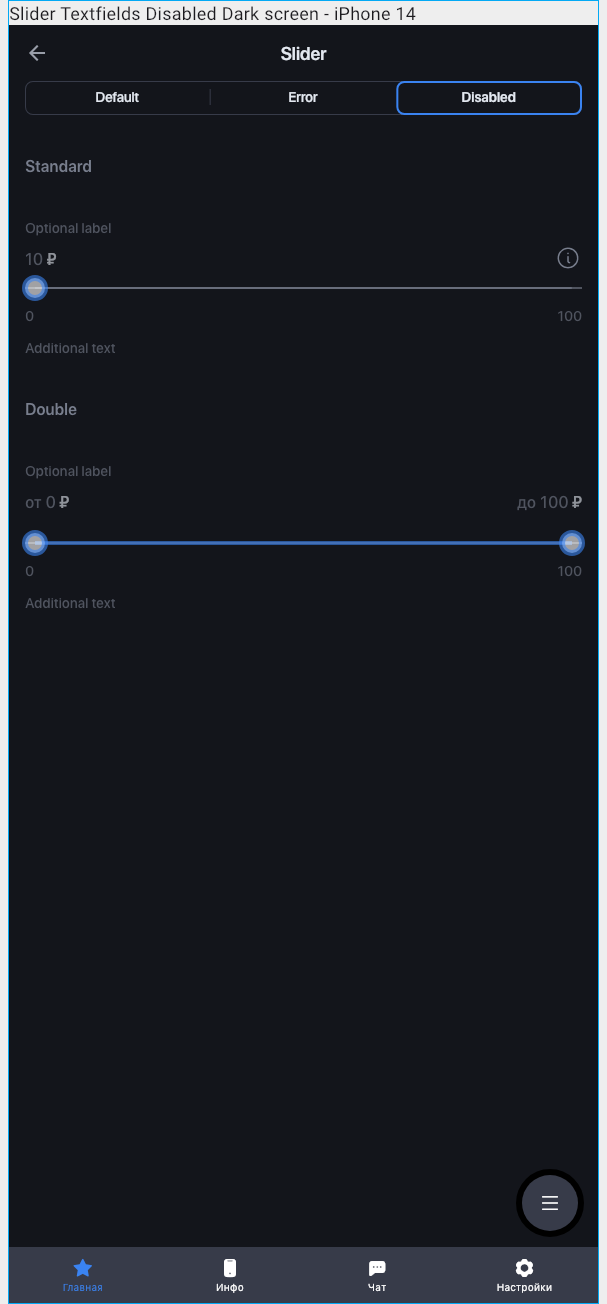 Slider Textfields Disabled Dark screen - iPhone 14
Slider
Default Error Disabled
Standard
Optional label
10 ₽
0 100
Additional text
Double
Optional label
от 0 ₽ до 100 ₽
0 100
Additional text
Главная Инфо Чат Настройки